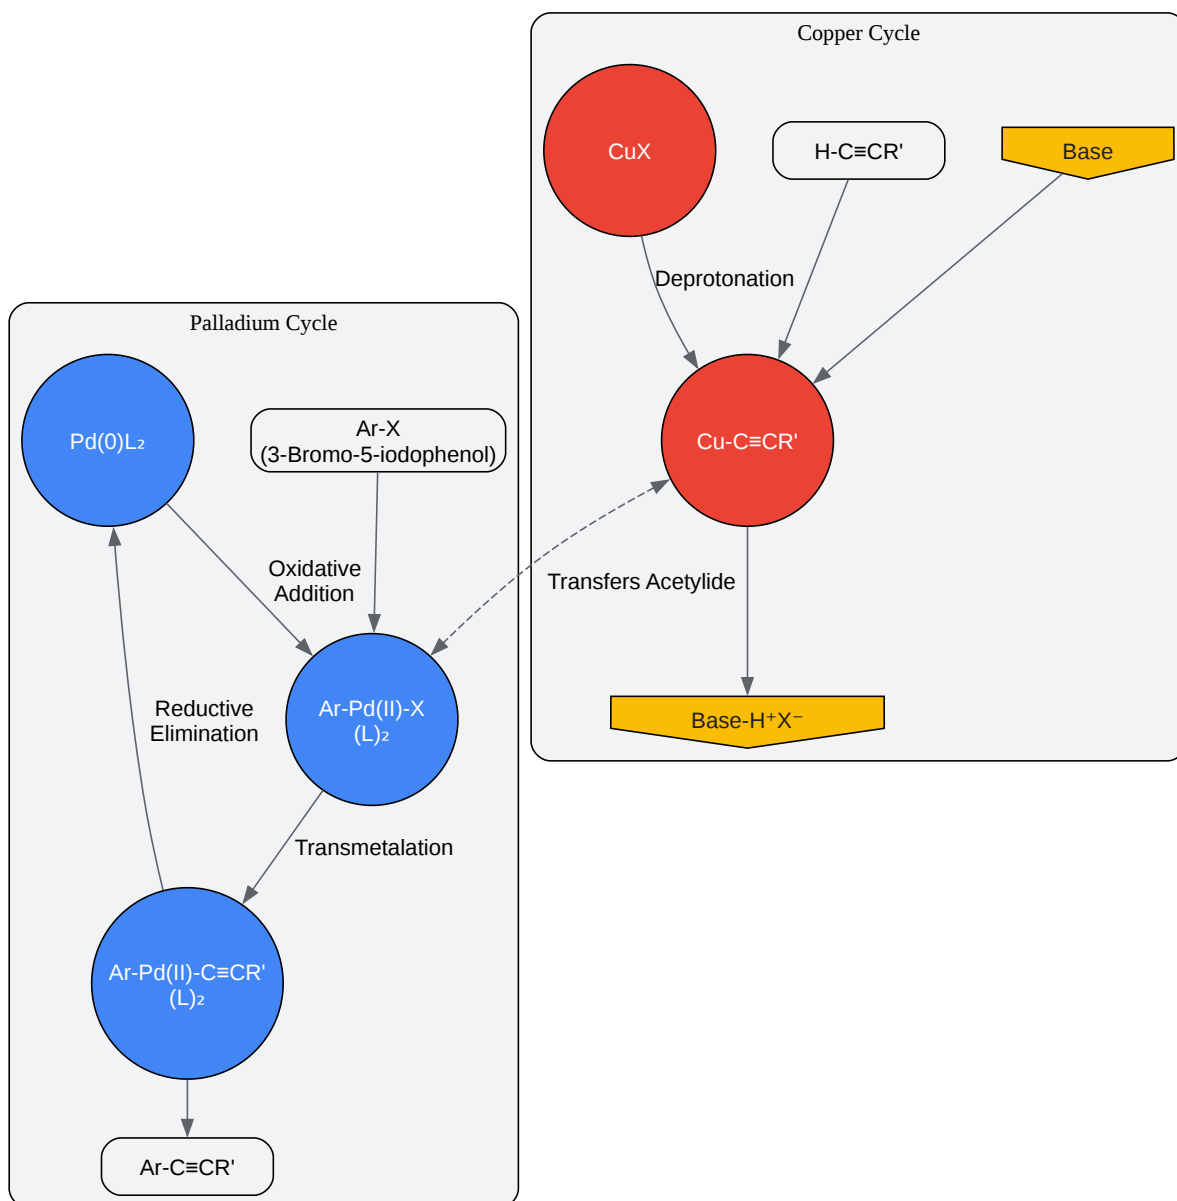 Copper Cycle
CuX
H-C≡CR'
Base
Deprotonation
Cu-C≡CR'
Transfers Acetylide
Base-H⁺X⁻
Palladium Cycle
Pd(0)L₂
Ar-X
(3-Bromo-5-iodophenol)
Oxidative
Addition
Ar-Pd(II)-X
(L)₂
Reductive
Elimination
Transmetalation
Ar-Pd(II)-C≡CR'
(L)₂
Ar-C≡CR'